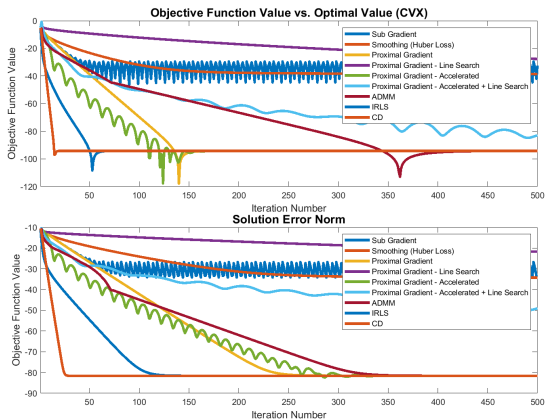 Objective Function Value vs. Optimal Value (CVX)
Objective Function Value
0
-20
-40
-60
-80
-100
-120
Sub Gradient
Smoothing (Huber Loss)
Proximal Gradient
Proximal Gradient - Line Search
Proximal Gradient - Accelerated
Proximal Gradient - Accelerated + Line Search
ADMM
IRLS
CD
50 100 150 200 250 300 350 400 450 500
Iteration Number
Solution Error Norm
Objective Function Value
-10
-20
-30
-40
-50
-60
-70
-80
-90
Sub Gradient
Smoothing (Huber Loss)
Proximal Gradient
Proximal Gradient - Line Search
Proximal Gradient - Accelerated
Proximal Gradient - Accelerated + Line Search
ADMM
IRLS
CD
50 100 150 200 250 300 350 400 450 500
Iteration Number